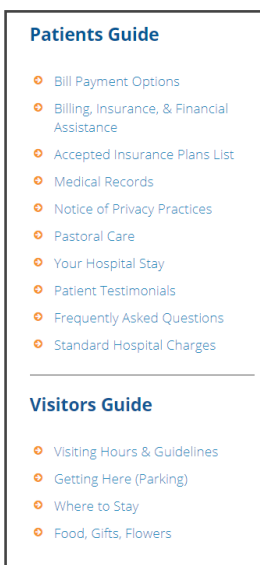 Patients Guide
Bill Payment Options
Billing, Insurance, & Financial
Assistance
Accepted Insurance Plans List
Medical Records
Notice of Privacy Practices
Pastoral Care
Your Hospital Stay
Patient Testimonials
Frequently Asked Questions
Standard Hospital Charges
Visitors Guide
Visiting Hours & Guidelines
Getting Here (Parking)
Where to Stay
Food, Gifts, Flowers